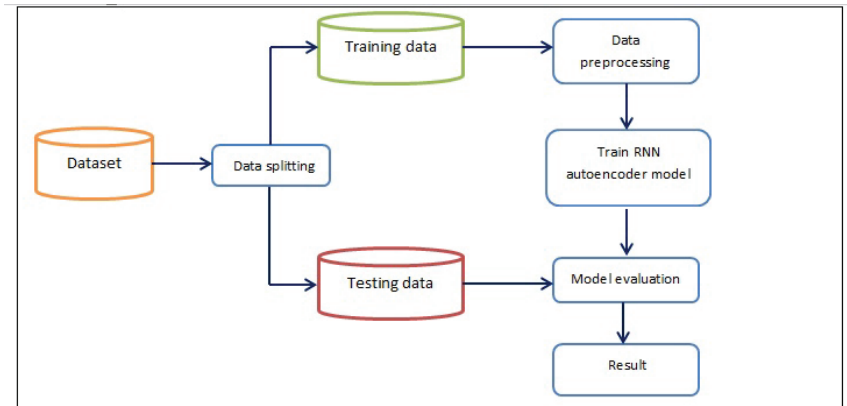 Training data
Data
preprocessing
Dataset
Data splitting
Train RNN
autoencoder model
Testing data
Model evaluation
Result